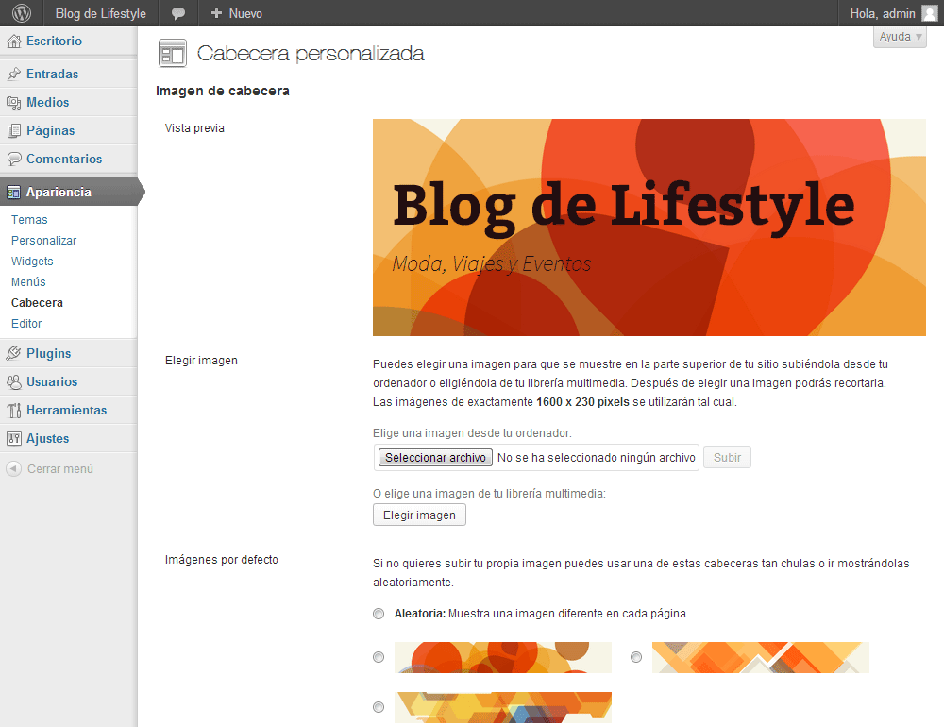 Blog de Lifestyle
Nuevo
Hola, admin
Ayuda
Escritorio
Entradas
Medios
Páginas
Comentarios
Apariencia
Temas
Personalizar
Widgets
Menús
Cabecera
Editor
Plugins
Usuarios
Herramientas
Ajustes
Cerrar menú
Cabecera personalizada
Imagen de cabecera
Vista previa
Blog de Lifestyle
Moda, Viajes y Eventos
Elegir imagen
Puedes elegir una imagen para que se muestre en la parte superior de tu sitio subiéndola desde tu
ordenador o eligiéndola de tu librería multimedia. Después de elegir una imagen podrás recortarla
Las imágenes de exactamente 1600 x 230 pixels se utilizarán tal cual.
Elige una imagen desde tu ordenador:
Seleccionar archivo No se ha seleccionado ningún archivo Subir
O elige una imagen de tu librería multimedia:
Elegir imagen
Imágenes por defecto
Si no quieres subir tu propia imagen puedes usar una de estas cabeceras tan chulas o ir mostrándolas
aleatoriamente.
Aleatoria: Muestra una imagen diferente en cada página